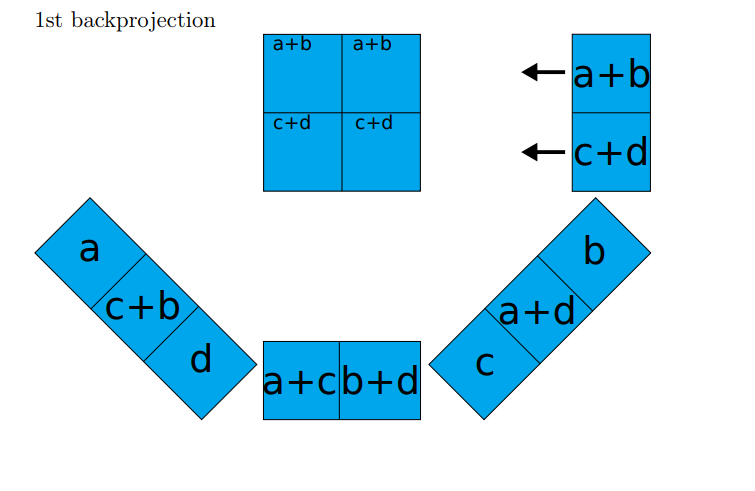 1st backprojection
a+b a+b
a+b
c+d c+d
c+d
a
b
c+b
a+d
d
c
a+c b+d